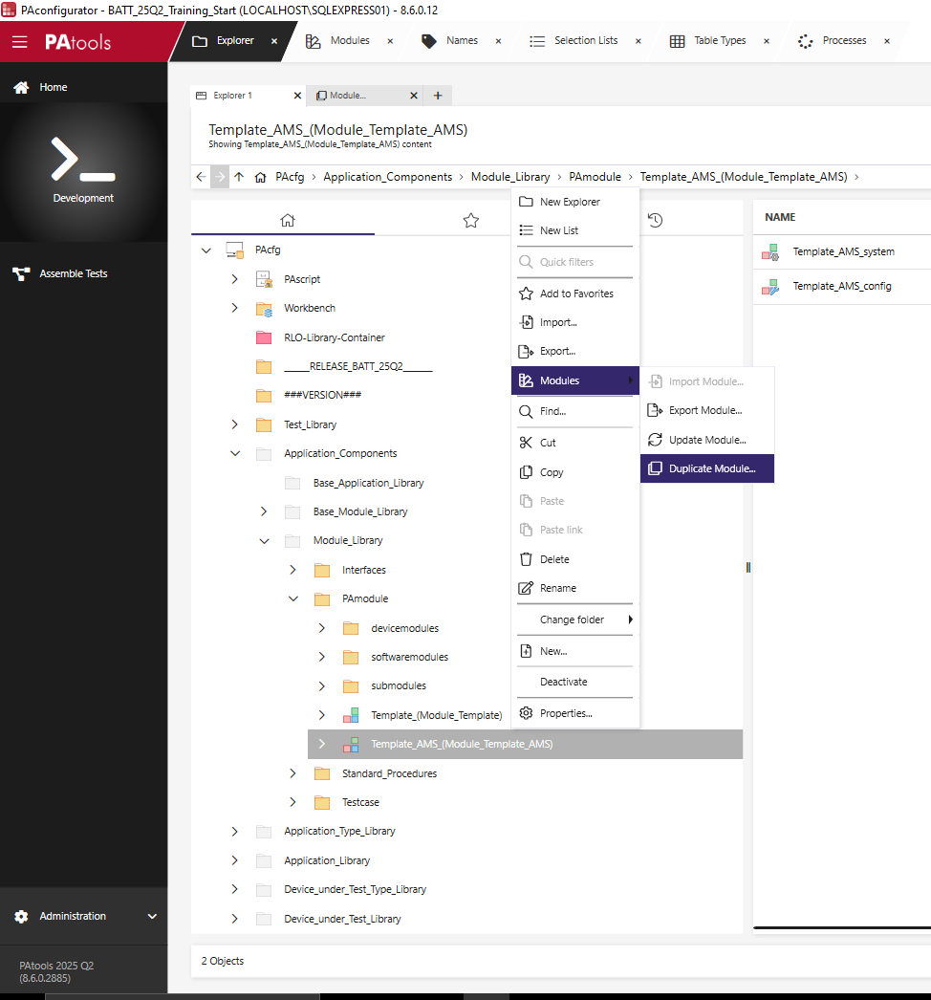 PAconfigurator - BATT_25Q2_Training_Start (LOCALHOST\SQLEXPRESS01) - 8.6.0.12
PAtools
Explorer
Modules
Names
Selection Lists
Table Types
Processes
Home
Development
Assemble Tests
Administration
PAtools 2025 Q2
(8.6.0.2885)
Explorer 1
Module...
Template_AMS_(Module_Template_AMS)
Showing Template_AMS_(Module_Template_AMS) content
PAcfg > Application_Components > Module_Library > PAmodule > Template_AMS_(Module_Template_AMS) >
PAcfg
PAscript
Workbench
RLO-Library-Container
_____RELEASE_BATT_25Q2______
###VERSION###
Test_Library
Application_Components
Base_Application_Library
Base_Module_Library
Module_Library
Interfaces
PAmodule
devicemodules
softwaremodules
submodules
Template_(Module_Template)
Template_AMS_(Module_Template_AMS)
Standard_Procedures
Testcase
Application_Type_Library
Application_Library
Device_under_Test_Type_Library
Device_under_Test_Library
New Explorer
New List
Quick filters
Add to Favorites
Import...
Export...
Modules
Find...
Cut
Copy
Paste
Paste link
Delete
Rename
Change folder
New...
Deactivate
Properties...
Import Module...
Export Module...
Update Module...
Duplicate Module...
NAME
Template_AMS_system
Template_AMS_config
2 Objects